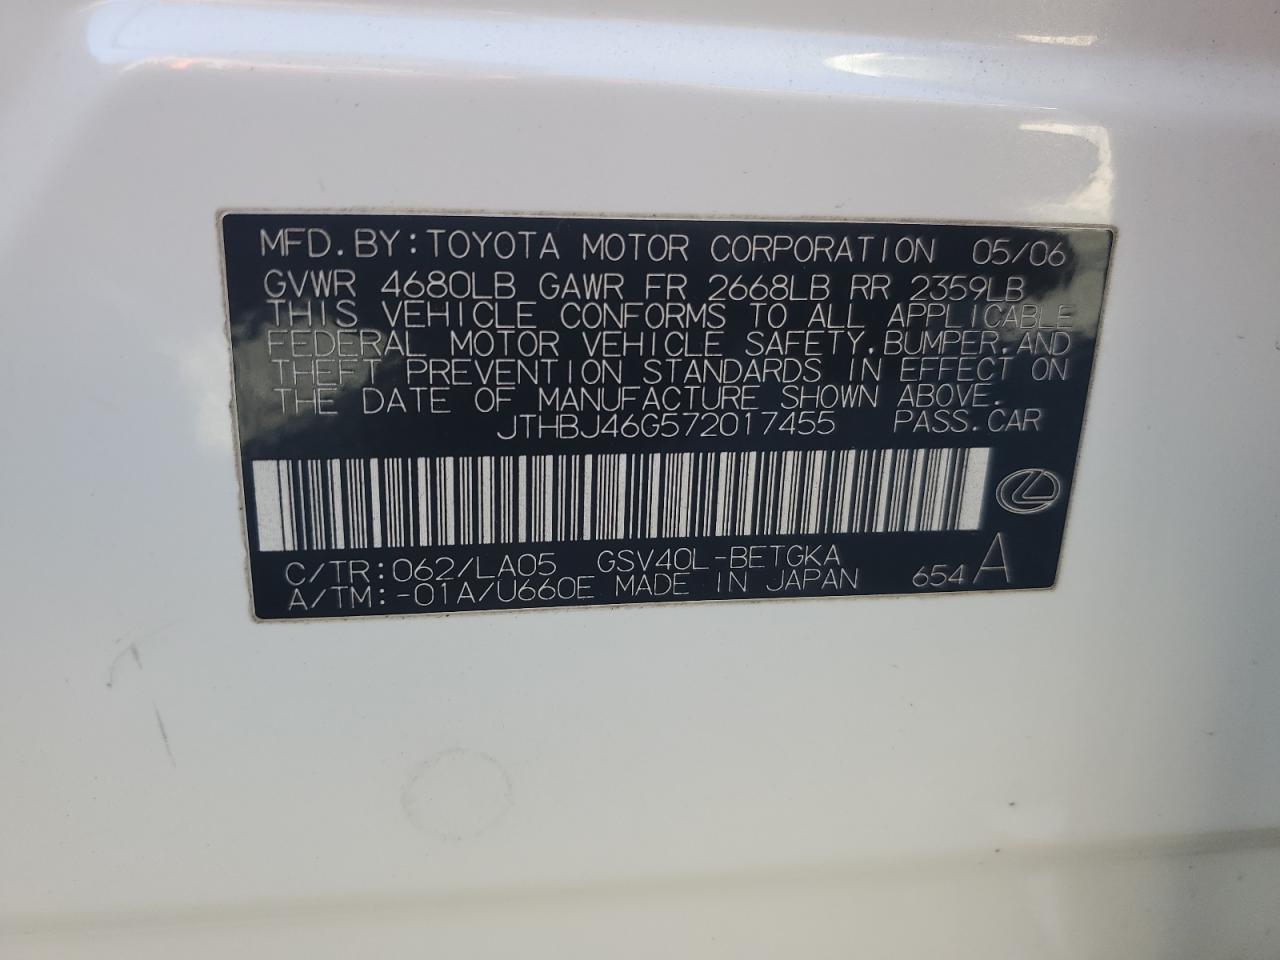 MFD.BY:TOYOTA MOTOR CORPORATION 05/06
GVWR 4680LB GAWR FR 2668LB RR 2359LB
THIS VEHICLE CONFORMS TO ALL APPLICABLE
FEDERAL MOTOR VEHICLE SAFETY,BUMPER,AND
THEFT PREVENTION STANDARDS IN EFFECT ON
THE DATE OF MANUFACTURE SHOWN ABOVE.
JTHBJ46G572017455 PASS.CAR
C/TR:062/LA05 GSV40L-BETGKA
A/TM:-01A/U660E MADE IN JAPAN 654 A